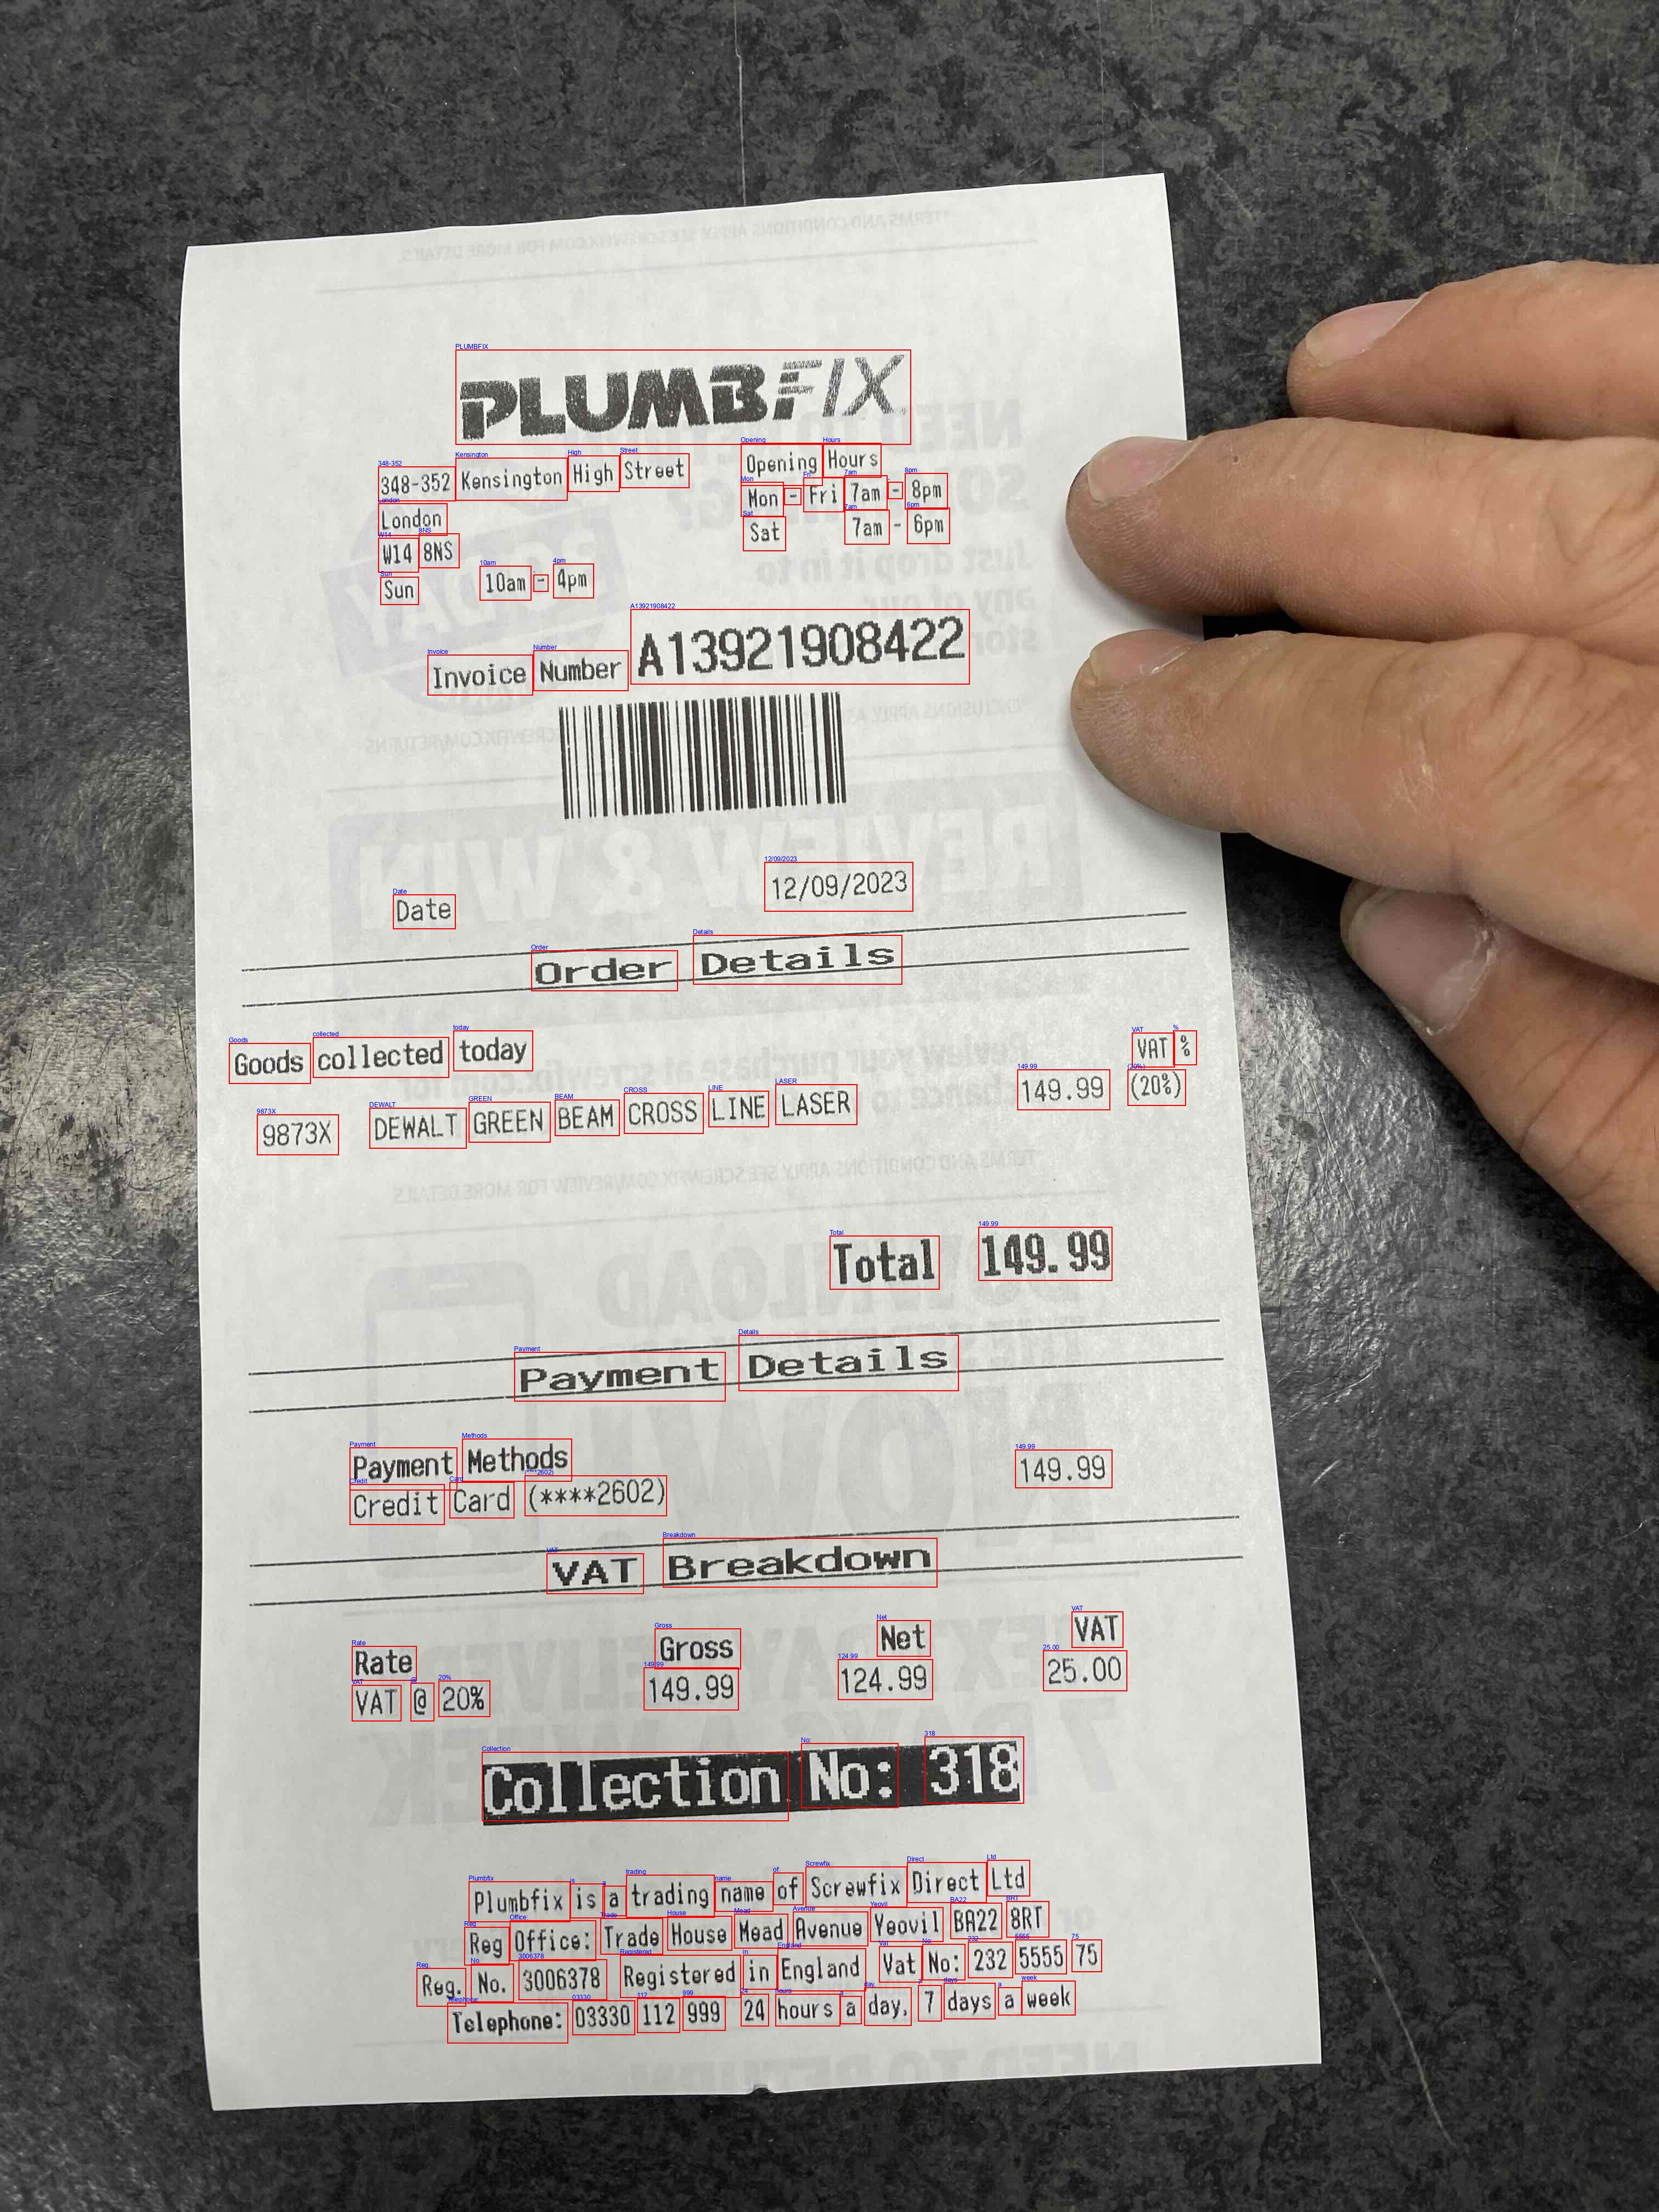 PLUMBFIX
348-352 Kensington High Street
London
W14 8NS
Opening Hours
Mon - Fri 7am - 8pm
Sat 7am - 6pm
Sun 10am - 4pm
Invoice Number A13921908422
Date 12/09/2023
Order Details
Goods collected today VAT %
9873X DEWALT GREEN BEAM CROSS LINE LASER 149.99 (20%)
Total 149.99
Payment Details
Payment Methods
Credit Card (****2602) 149.99
VAT Breakdown
Rate Gross Net VAT
VAT @ 20% 149.99 124.99 25.00
Collection No: 318
Plumbfix is a trading name of Screwfix Direct Ltd
Reg Office: Trade House Mead Avenue Yeovil BA22 8RT
Reg. No. 3006378 Registered in England Vat No: 232 5555 75
Telephone: 03330 112 999 24 hours a day, 7 days a week